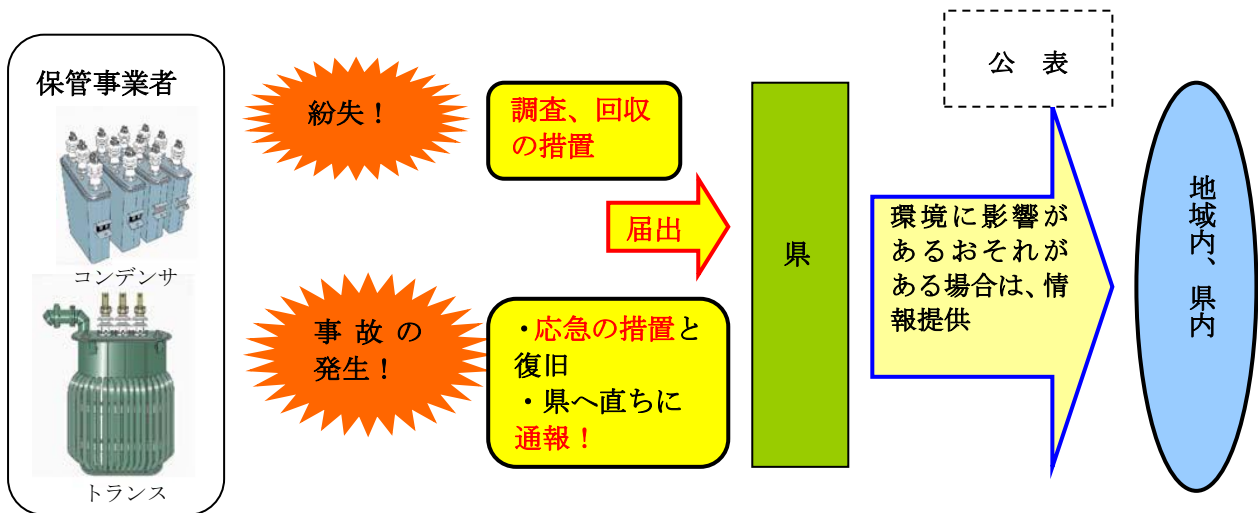 保管事業者
コンデンサ
トランス
紛失！
調査、回収
の措置
届出
事故の
発生！
・応急の措置と
復旧
・県へ直ちに
通報！
県
公表
環境に影響が
あるおそれが
ある場合は、情
報提供
地域内、県内